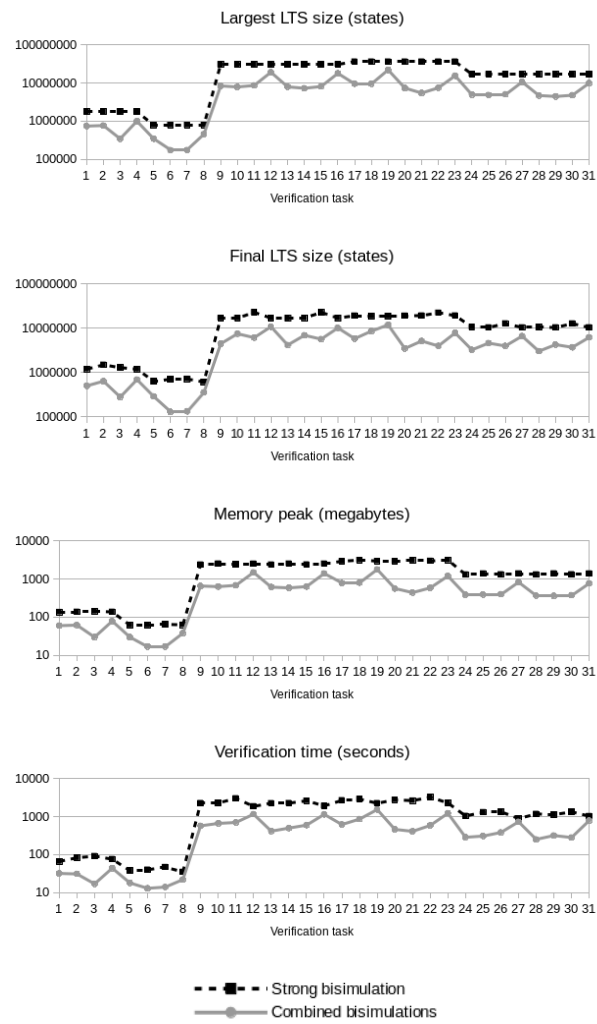 Largest LTS size (states)
100000000
10000000
1000000
100000
1 2 3 4 5 6 7 8 9 10 11 12 13 14 15 16 17 18 19 20 21 22 23 24 25 26 27 28 29 30 31
Verification task
Final LTS size (states)
100000000
10000000
1000000
100000
1 2 3 4 5 6 7 8 9 10 11 12 13 14 15 16 17 18 19 20 21 22 23 24 25 26 27 28 29 30 31
Verification task
Memory peak (megabytes)
10000
1000
100
10
1 2 3 4 5 6 7 8 9 10 11 12 13 14 15 16 17 18 19 20 21 22 23 24 25 26 27 28 29 30 31
Verification task
Verification time (seconds)
10000
1000
100
10
1 2 3 4 5 6 7 8 9 10 11 12 13 14 15 16 17 18 19 20 21 22 23 24 25 26 27 28 29 30 31
Verification task
Strong bisimulation
Combined bisimulations